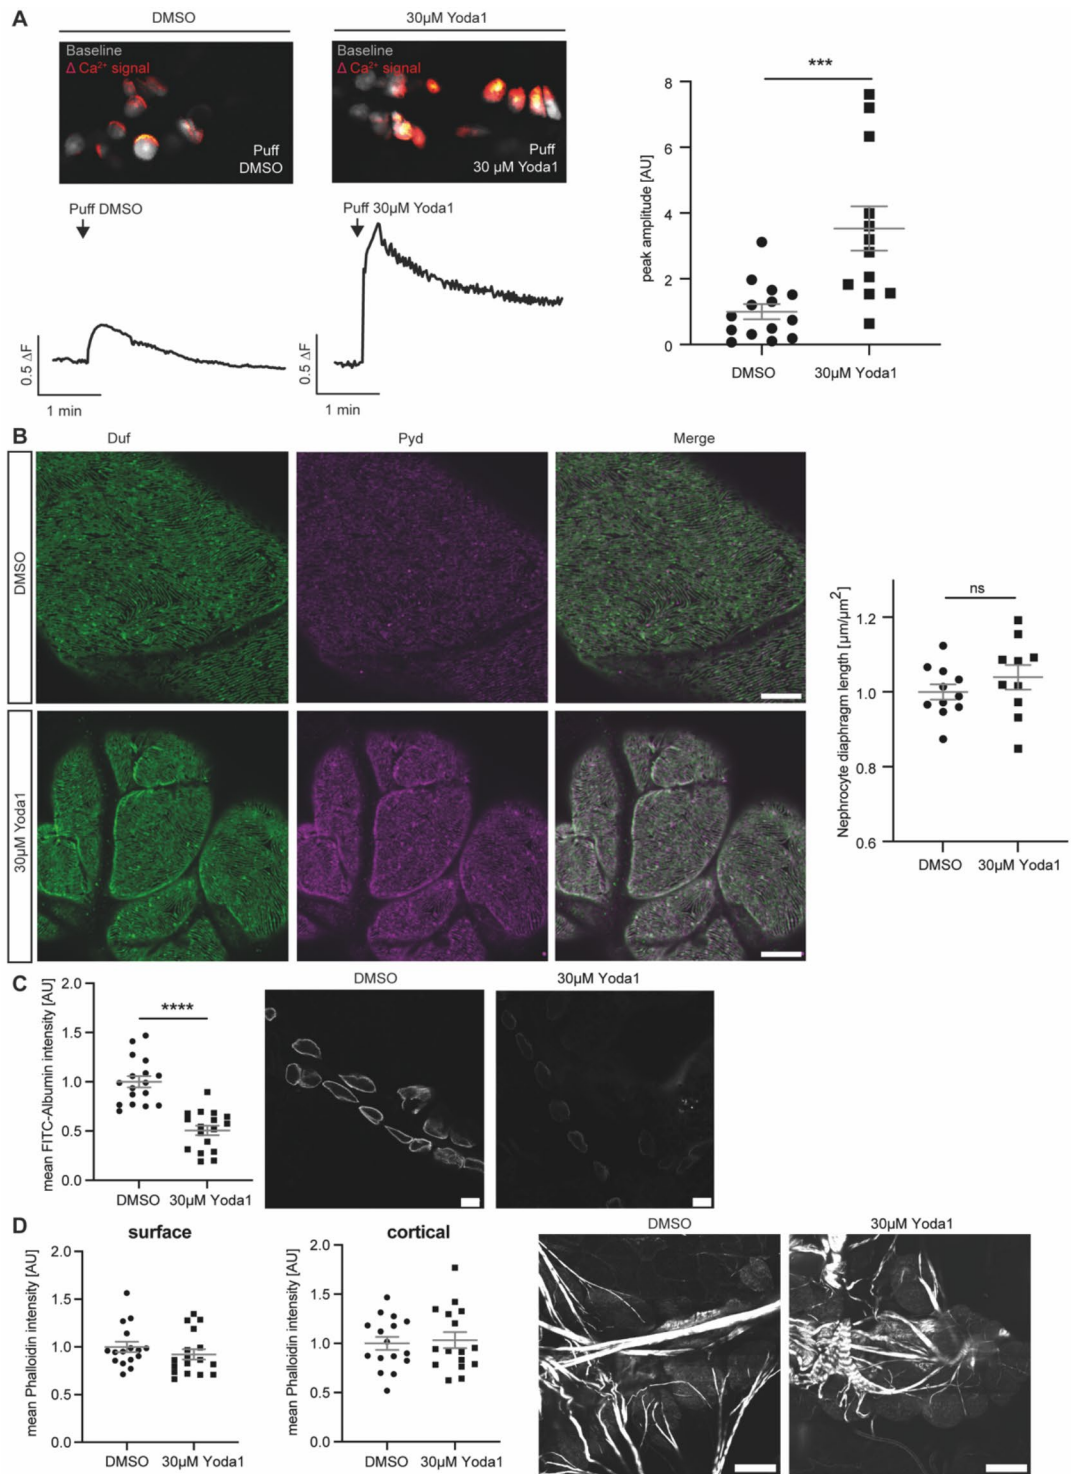 A
DMSO
30µM Yoda1
Baseline
Δ Ca²⁺ signal
Puff
DMSO
Baseline
Δ Ca²⁺ signal
Puff
30 µM Yoda1
Puff DMSO
0.5 ΔF
1 min
Puff 30µM Yoda1
0.5 ΔF
1 min
***
peak amplitude [AU]
8
6
4
2
0
DMSO
30µM Yoda1
B
Duf
Pyd
Merge
DMSO
30µM Yoda1
ns
Nephrocyte diaphragm length [µm/µm²]
1.2
1.0
0.8
0.6
DMSO
30µM Yoda1
C
mean FITC-Albumin intensity [AU]
2.0
1.5
1.0
0.5
0.0
****
DMSO
30µM Yoda1
DMSO
30µM Yoda1
D
surface
mean Phalloidin intensity [AU]
2.0
1.5
1.0
0.5
0.0
DMSO
30µM Yoda1
cortical
mean Phalloidin intensity [AU]
2.0
1.5
1.0
0.5
0.0
DMSO
30µM Yoda1
DMSO
30µM Yoda1